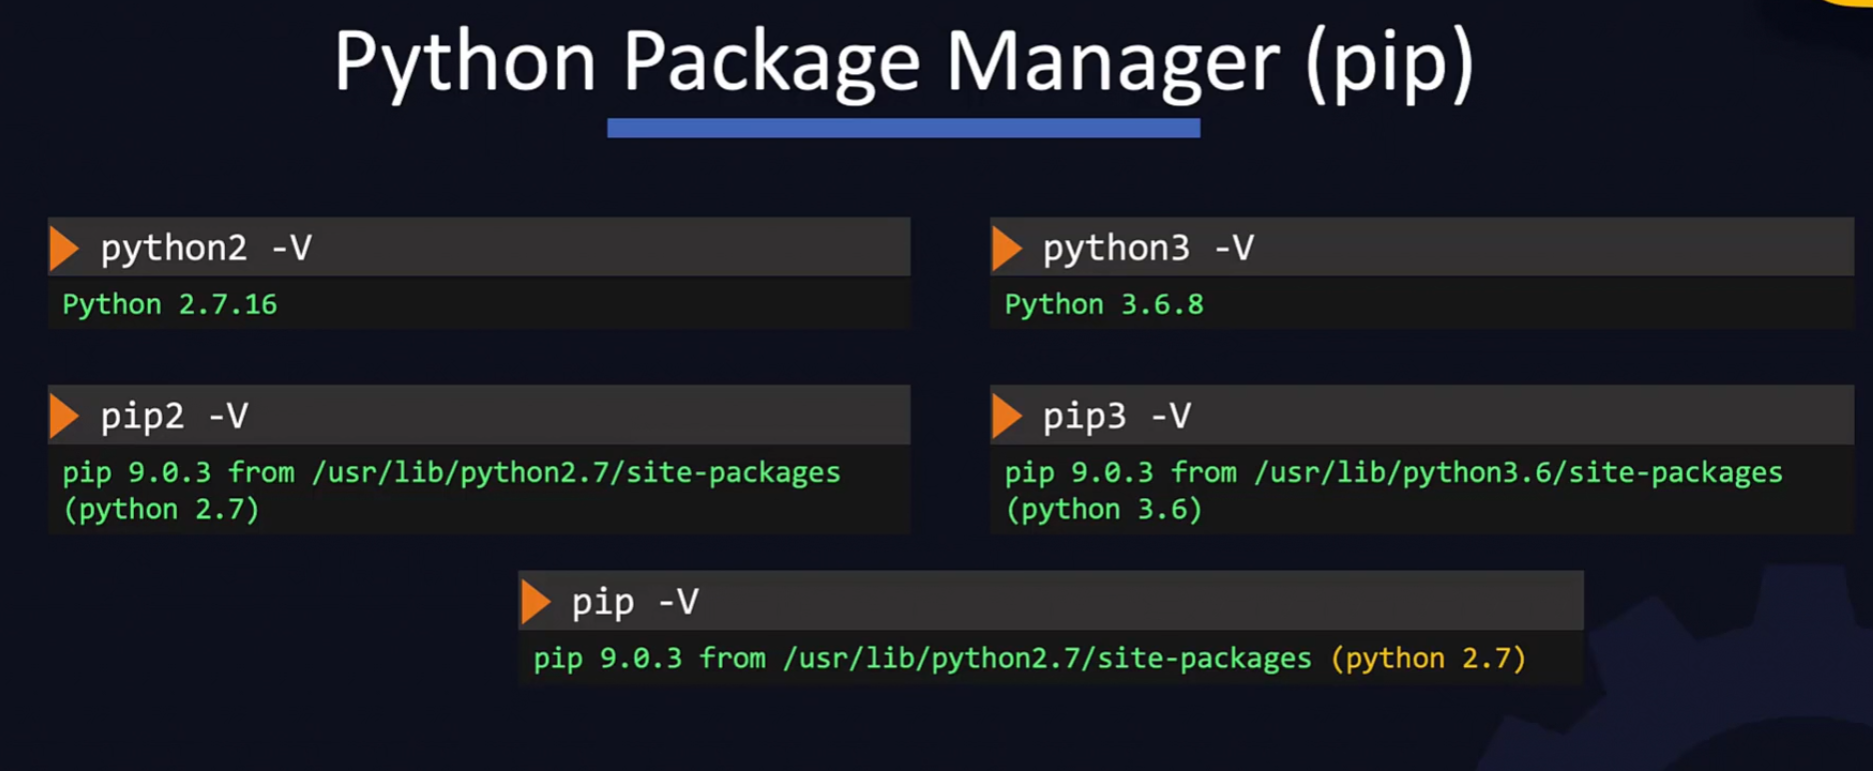 Python Package Manager (pip)
python2 -V
Python 2.7.16
python3 -V
Python 3.6.8
pip2 -V
pip 9.0.3 from /usr/lib/python2.7/site-packages
(python 2.7)
pip3 -V
pip 9.0.3 from /usr/lib/python3.6/site-packages
(python 3.6)
pip -V
pip 9.0.3 from /usr/lib/python2.7/site-packages (python 2.7)